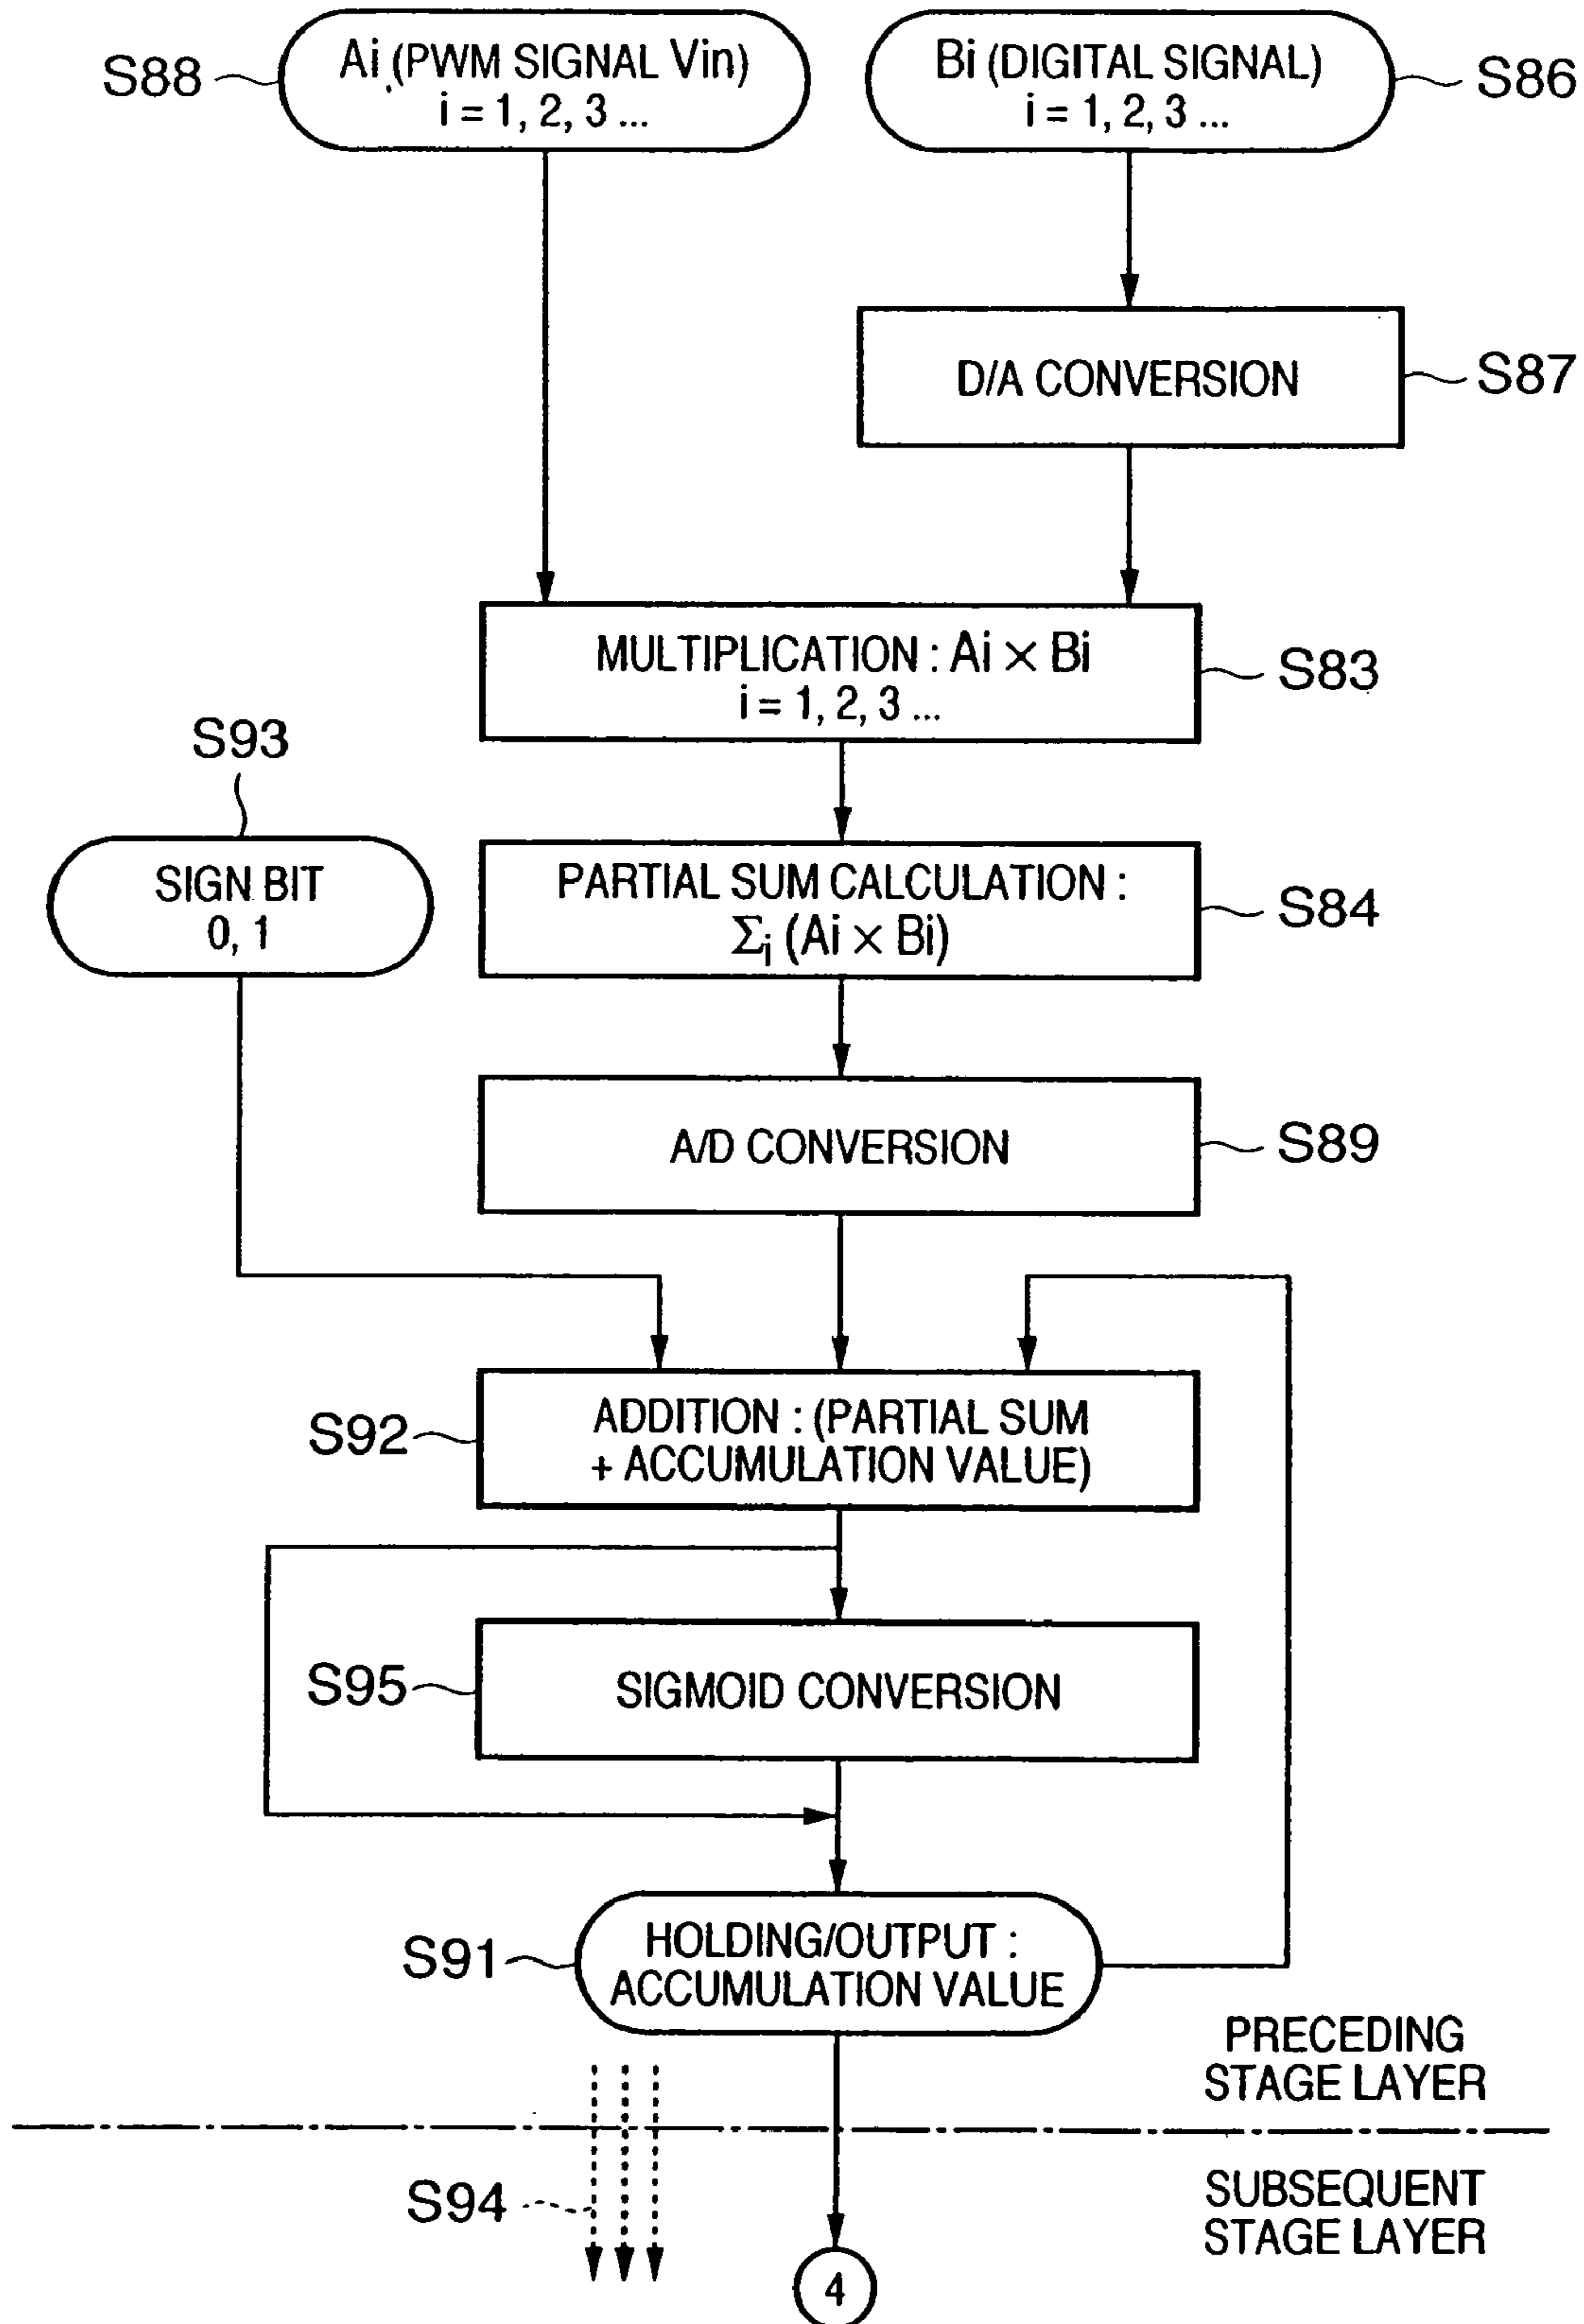 S88
Ai (PWM SIGNAL Vin)
i = 1, 2, 3 ...
Bi (DIGITAL SIGNAL)
i = 1, 2, 3 ...
S86
D/A CONVERSION
S87
MULTIPLICATION : Ai × Bi
i = 1, 2, 3 ...
S83
S93
SIGN BIT
0, 1
PARTIAL SUM CALCULATION :
Σi (Ai × Bi)
S84
A/D CONVERSION
S89
S92
ADDITION : (PARTIAL SUM
+ ACCUMULATION VALUE)
S95
SIGMOID CONVERSION
S91
HOLDING/OUTPUT :
ACCUMULATION VALUE
PRECEDING
STAGE LAYER
S94
SUBSEQUENT
STAGE LAYER
4